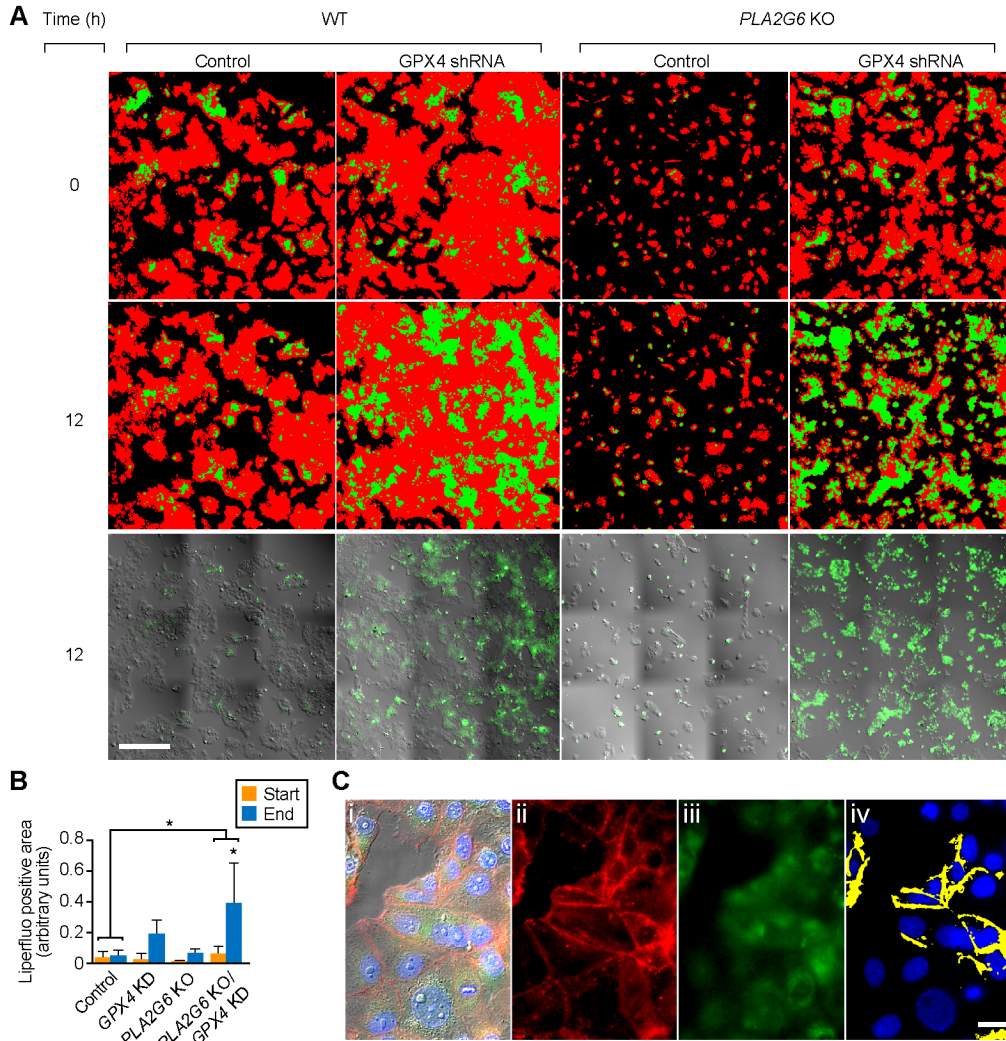 A
Time (h)
WT
PLA2G6 KO
Control
GPX4 shRNA
Control
GPX4 shRNA
0
12
12
B
Start
End
Liperfluo positive area
(arbitrary units)
0.8
0.6
0.4
0.2
0
*
*
Control
GPX4 KD
PLA2G6 KO
PLA2G6 KO/
GPX4 KD
C
i
ii
iii
iv